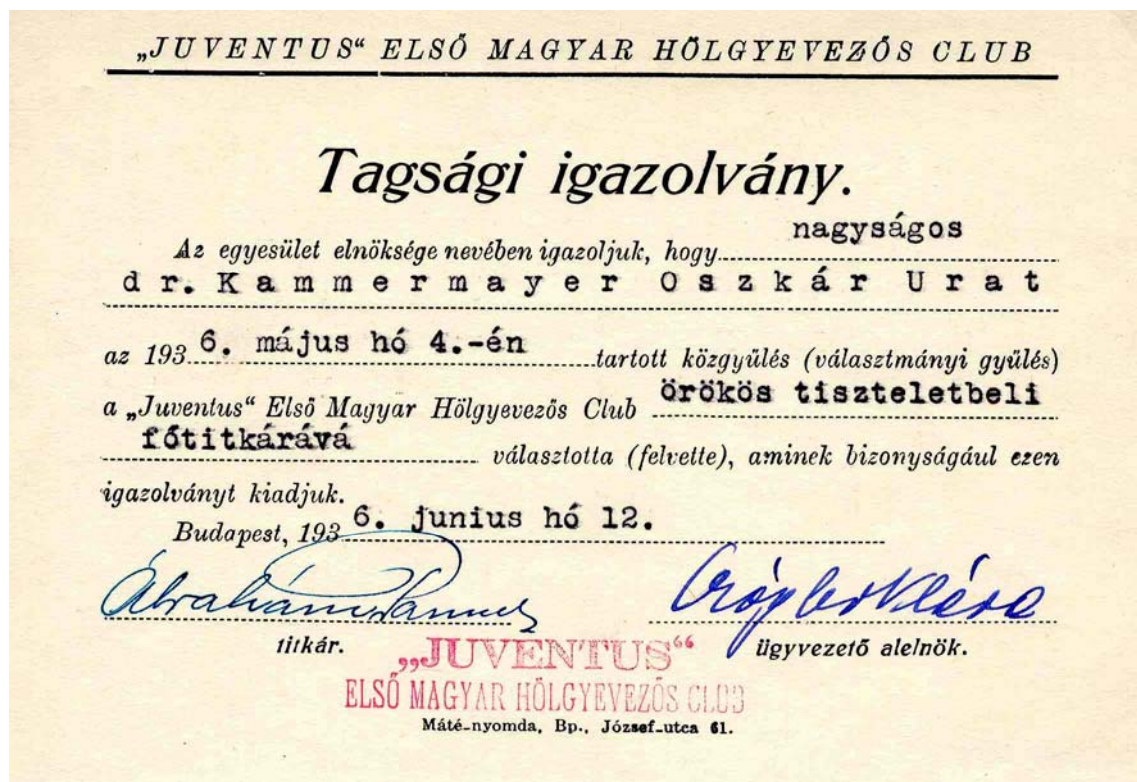 „JUVENTUS“ ELSŐ MAGYAR HÖLGYEVEZŐS CLUB
Tagsági igazolvány.
Az egyesület elnöksége nevében igazoljuk, hogy nagyságos
dr. Kammermayer Oszkár Urat
az 1936. május hó 4.-én tartott közgyűlés (választmányi gyűlés)
a „Juventus“ Első Magyar Hölgyevezős Club örökös tiszteletbeli
főtitkárává választotta (felvette), aminek bizonyságául ezen
igazolványt kiadjuk.
Budapest, 1936. junius hó 12.
Ábrahám Klára
titkár. ügyvezető alelnök.
„JUVENTUS“
ELSŐ MAGYAR HÖLGYEVEZŐS CLUB
Máté-nyomda, Bp., József-utca 61.